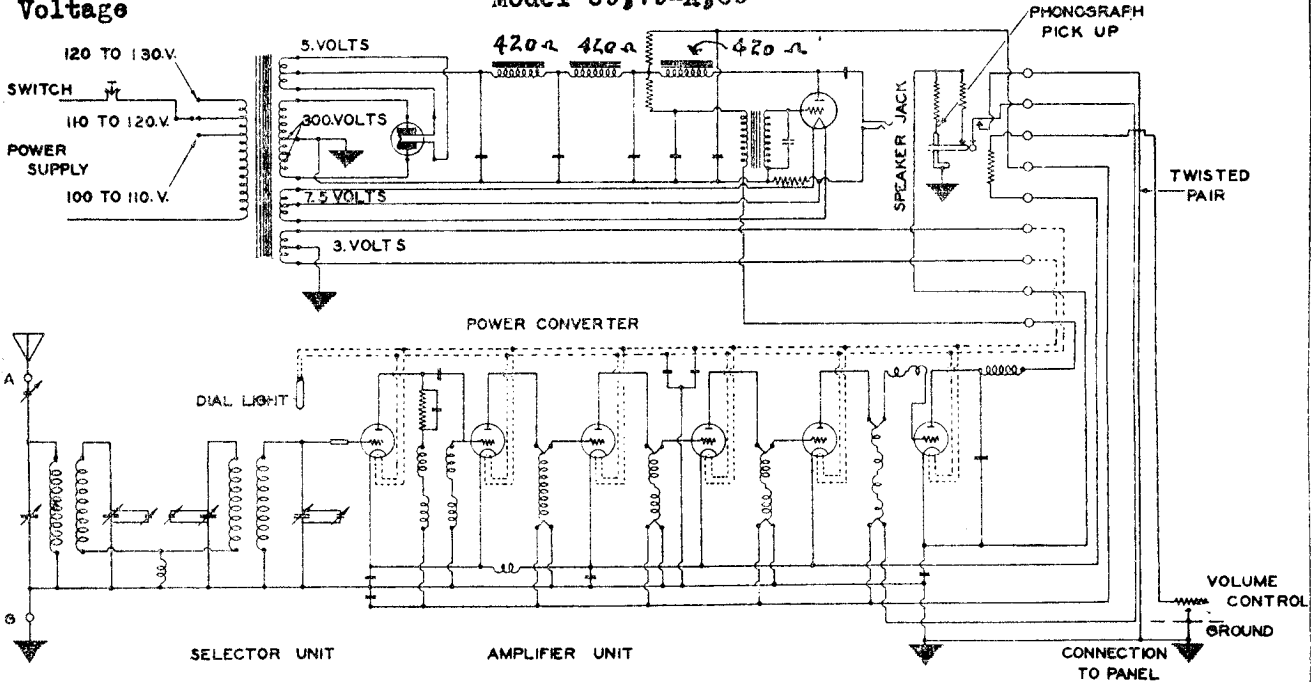 Voltage
5.VOLTS
420 Ω
420 Ω
420 Ω
PHONOGRAPH
PICK UP
120 TO 130.V.
SWITCH
110 TO 120.V.
300.VOLTS
POWER
SUPPLY
SPEAKER JACK
TWISTED
PAIR
100 TO 110.V.
7.5 VOLTS
3.VOLTS
POWER CONVERTER
A
DIAL LIGHT
VOLUME
CONTROL
G
GROUND
SELECTOR UNIT
AMPLIFIER UNIT
CONNECTION
TO PANEL